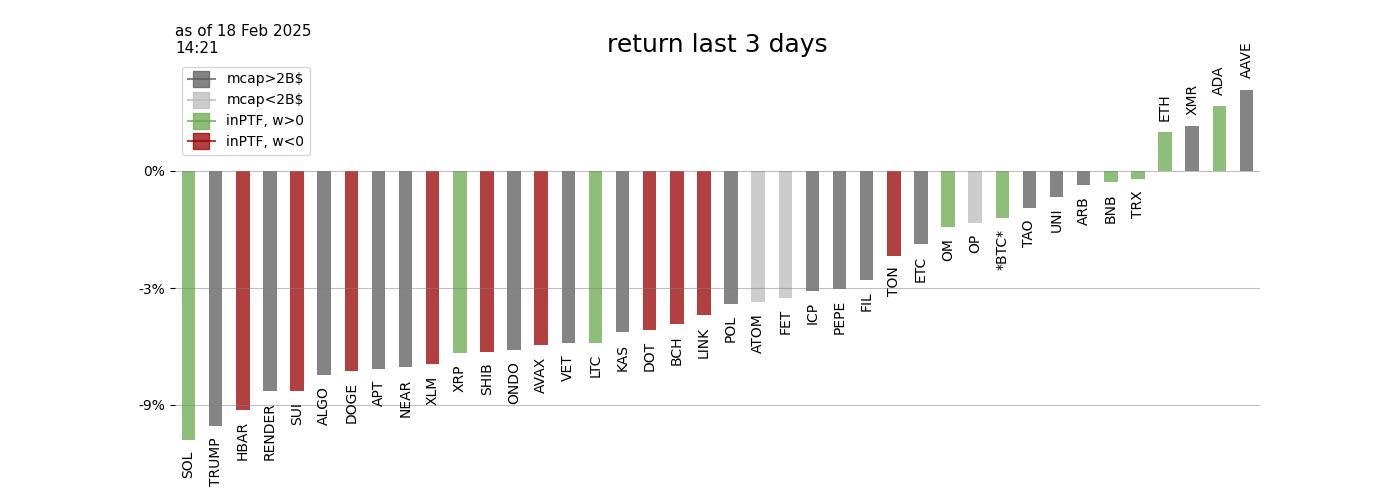 as of 18 Feb 2025
14:21
return last 3 days
mcap>2B$
mcap<2B$
inPTF, w>0
inPTF, w<0
0%
-3%
-9%
SOL
TRUMP
HBAR
RENDER
SUI
ALGO
DOGE
APT
NEAR
XLM
XRP
SHIB
ONDO
AVAX
VET
LTC
KAS
DOT
BCH
LINK
POL
ATOM
FET
ICP
PEPE
FIL
TON
ETC
OM
OP
*BTC*
TAO
UNI
ARB
BNB
TRX
ETH
XMR
ADA
AAVE